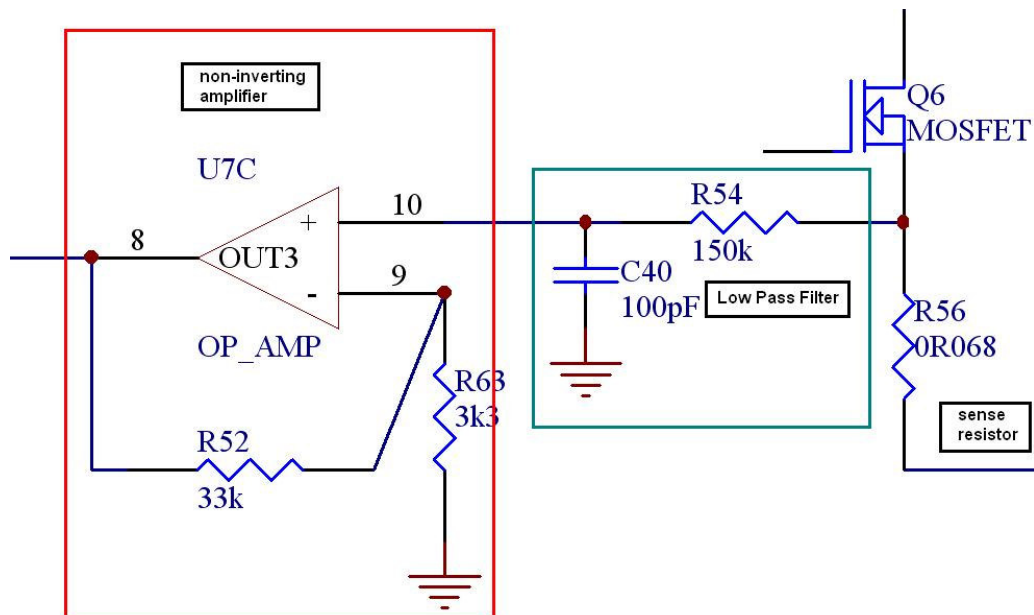 non-inverting
amplifier
U7C
+
10
8
OUT3
9
-
OP_AMP
R63
3k3
R52
33k
R54
150k
C40
100pF
Low Pass Filter
Q6
MOSFET
R56
0R068
sense
resistor